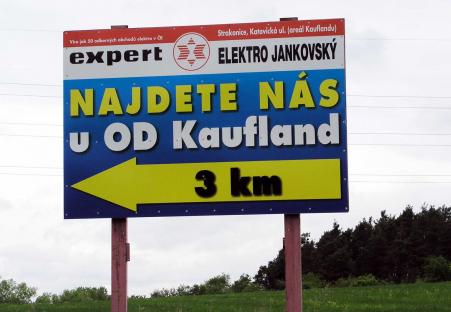 Více jak 50 odborných obchodů elektro v ČR
Strakonice, Katovická ul. (areál Kauflandu)
expert ELEKTRO JANKOVSKÝ
NAJDETE NÁS
u OD Kaufland
3 km